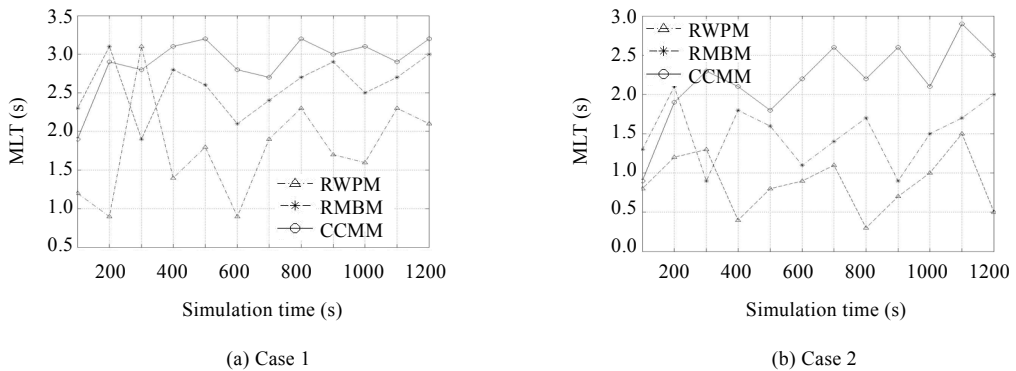 3.5
3.0
2.5
2.0
1.5
1.0
0.5
MLT (s)
RWPM
RMBM
CCMM
200 400 600 800 1000 1200
Simulation time (s)
(a) Case 1
3.0
2.5
2.0
1.5
1.0
0.5
0.0
MLT (s)
RWPM
RMBM
CCMM
200 400 600 800 1000 1200
Simulation time (s)
(b) Case 2